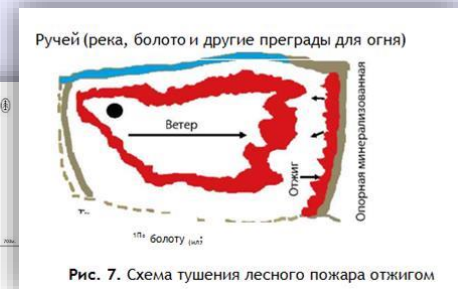 Ручей (река, болото и другие преграды для огня)
Ветер
Отжиг
Опорная минерализованная
болоту
Рис. 7. Схема тушения лесного пожара отжигом